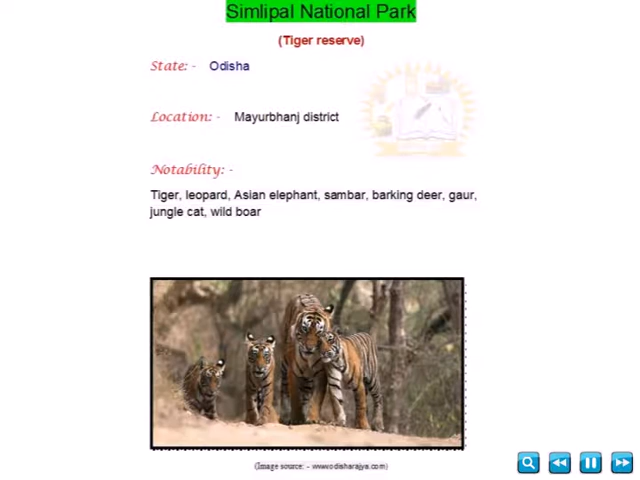 Simlipal National Park
(Tiger reserve)
State: - Odisha
Location: - Mayurbhanj district
Notability: -
Tiger, leopard, Asian elephant, sambar, barking deer, gaur,
jungle cat, wild boar
(Image source: - www.odisharajya.com)